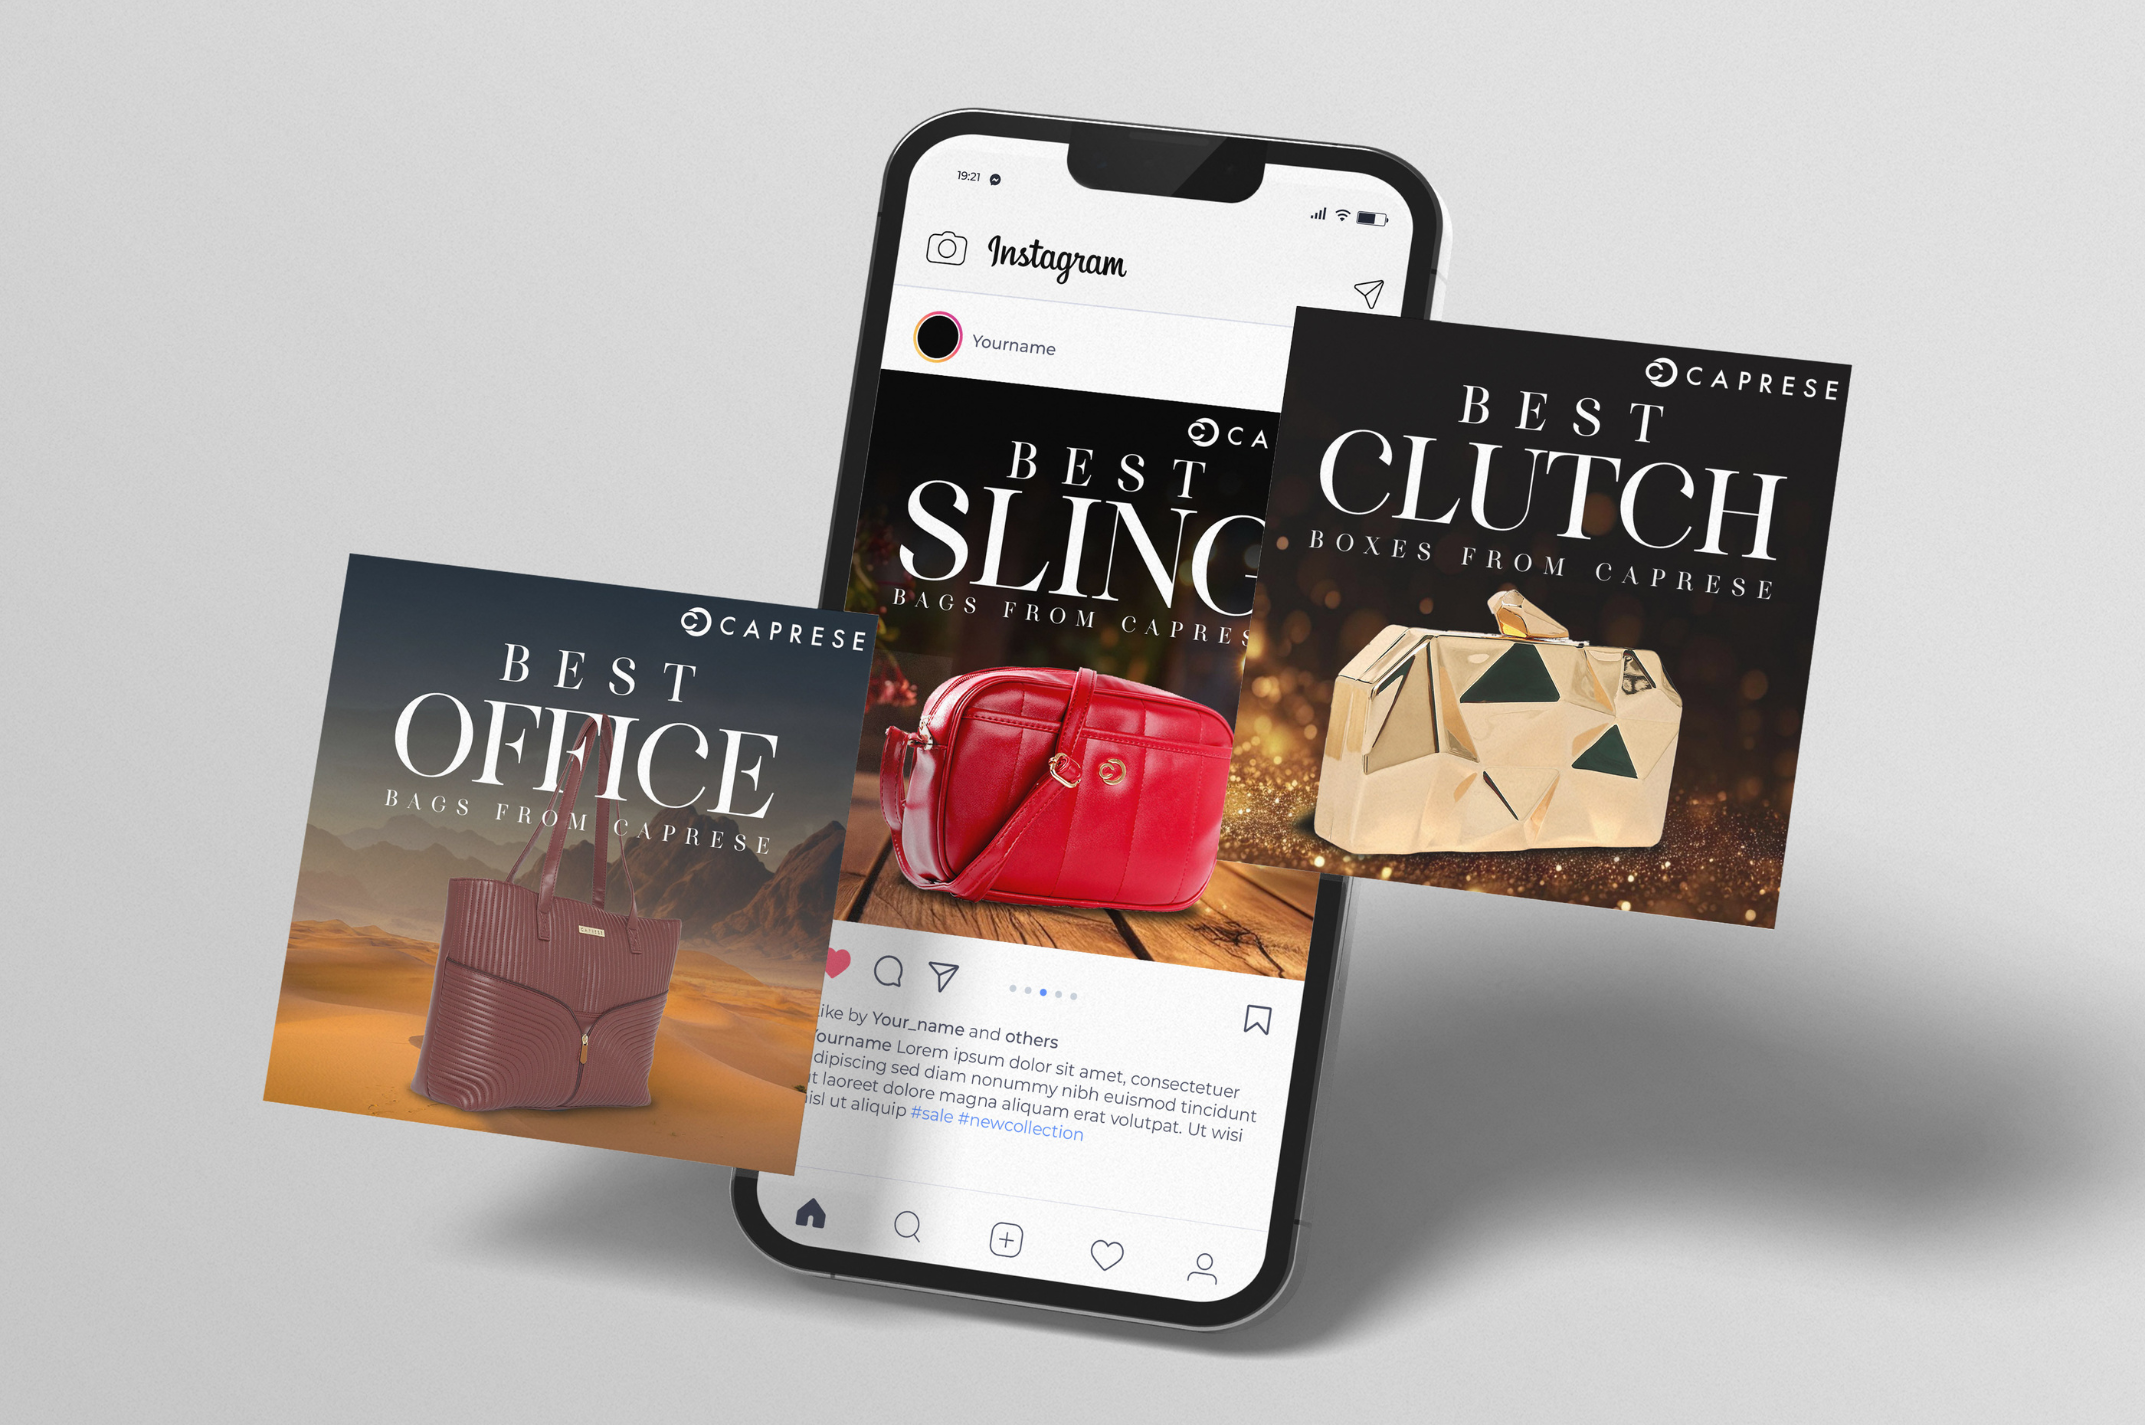 19:21
Instagram
Yourname
CA
BEST
SLING
BAGS FROM CAPRES
ike by Your_name and others
ourname Lorem ipsum dolor sit amet, consectetuer
dipiscing sed diam nonummy nibh euismod tincidunt
t laoreet dolore magna aliquam erat volutpat. Ut wisi
isl ut aliquip #sale #newcollection
CAPRESE
BEST
CLUTCH
BOXES FROM CAPRESE
CAPRESE
BEST
OFFICE
BAGS FROM CAPRESE
CAPRESE